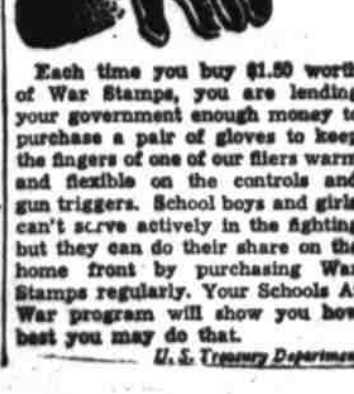 Each time you buy $1.50 worth
of War Stamps, you are lending
your government enough money to
purchase a pair of gloves to keep
the fingers of one of our fliers warm
and flexible on the controls and
gun triggers. School boys and girls
can't serve actively in the fighting
but they can do their share on the
home front by purchasing War
Stamps regularly. Your Schools At
War program will show you how
best you may do that.
U. S. Treasury Department